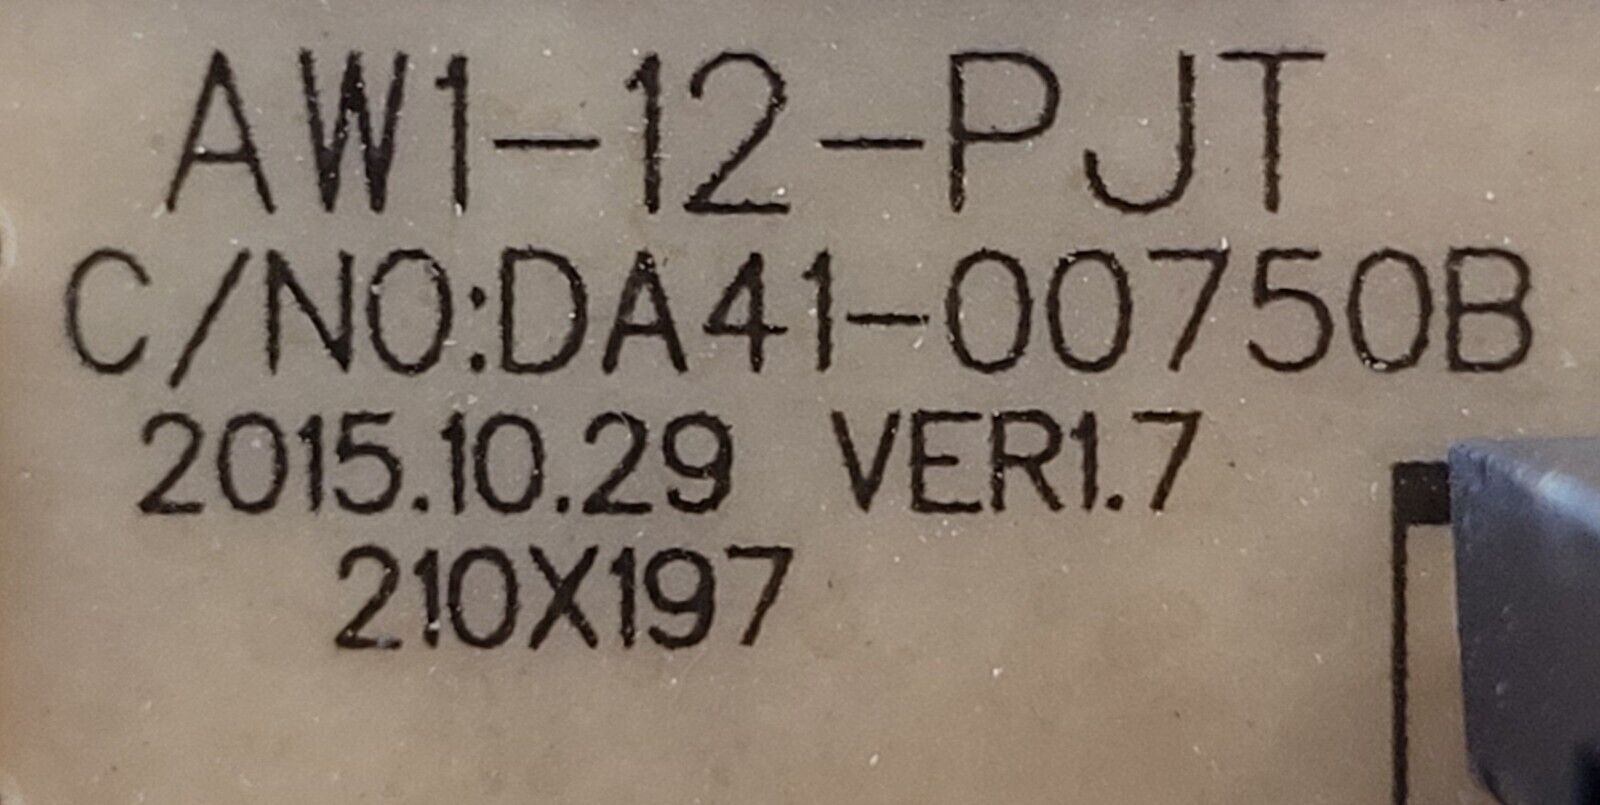 AW1-12-PJT
C/NO:DA41-00750B
2015.10.29 VER1.7
210X197